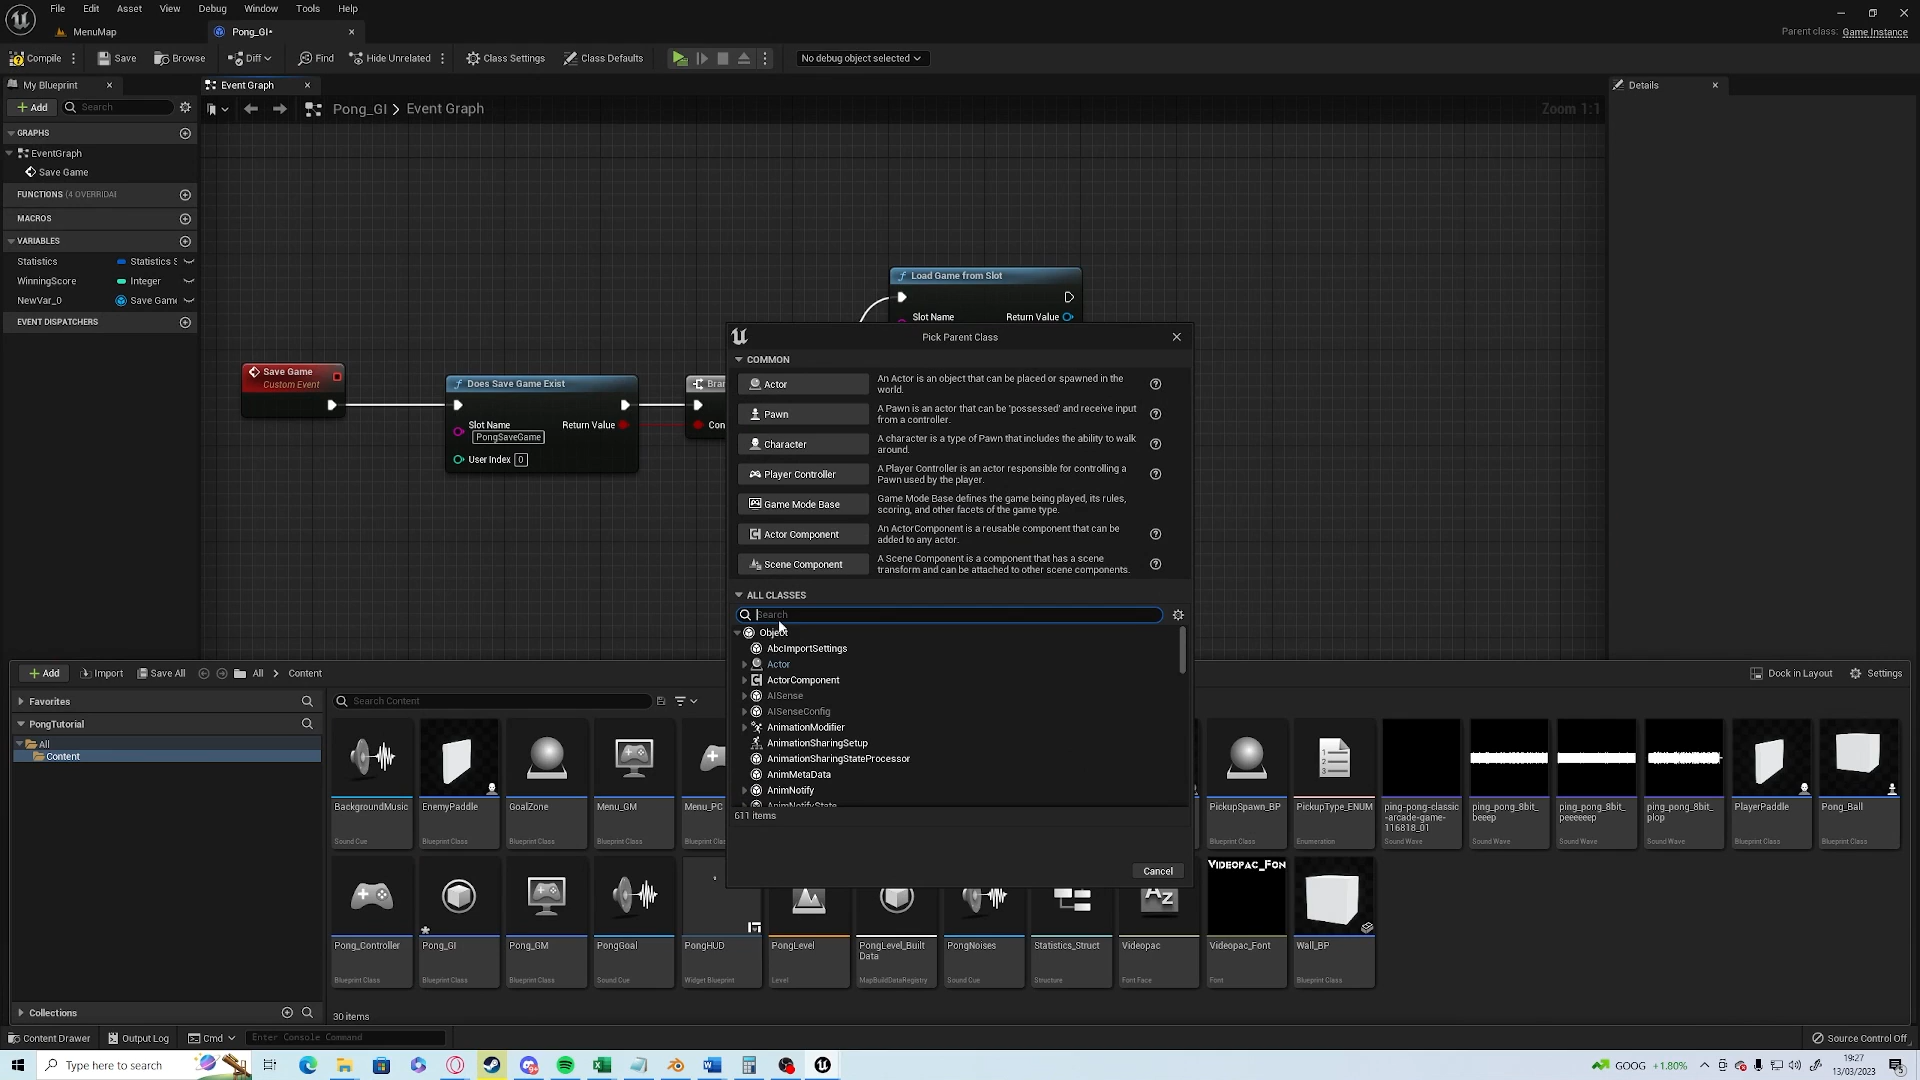 File Edit Asset View Debug Window Tools Help
MenuMap Pong_GI•
Parent class: Game Instance
Compile Save Browse Diff Find Hide Unrelated Class Settings Class Defaults No debug object selected
My Blueprint Event Graph Details
Add Search
Pong_GI > Event Graph Zoom 1:1
GRAPHS
EventGraph
Save Game
FUNCTIONS (4 OVERRIDAI
MACROS
VARIABLES
Statistics Statistics S
WinningScore Integer
NewVar_0 Save Game
EVENT DISPATCHERS
Load Game from Slot
Slot Name Return Value
Save Game
Custom Event
Does Save Game Exist
Slot Name Return Value
PongSaveGame
User Index 0
Bran
Con
Pick Parent Class
COMMON
Actor An Actor is an object that can be placed or spawned in the
world.
Pawn A Pawn is an actor that can be 'possessed' and receive input
from a controller.
Character A character is a type of Pawn that includes the ability to walk
around.
Player Controller A Player Controller is an actor responsible for controlling a
Pawn used by the player.
Game Mode Base Game Mode Base defines the game being played, its rules,
scoring, and other facets of the game type.
Actor Component An ActorComponent is a reusable component that can be
added to any actor.
Scene Component A Scene Component is a component that has a scene
transform and can be attached to other scene components.
ALL CLASSES
Search
Object
AbcImportSettings
Actor
ActorComponent
AISense
AISenseConfig
AnimationModifier
AnimationSharingSetup
AnimationSharingStateProcessor
AnimMetaData
AnimNotify
AnimNotifyState
611 items
Cancel
Add Import Save All All > Content Dock in Layout Settings
Favorites
PongTutorial
All
Content
Collections
Search Content
BackgroundMusic EnemyPaddle GoalZone Menu_GM Menu_PC PickupSpawn_BP PickupType_ENUM ping-pong-classic
-arcade-game-
116818_01 ping_pong_8bit_
beeep ping_pong_8bit_
peeeeeep ping_pong_8bit_
plop PlayerPaddle Pong_Ball
Sound Cue Blueprint Class Blueprint Class Blueprint Class Blueprint Clas Blueprint Class Enumeration Sound Wave Sound Wave Sound Wave Sound Wave Blueprint Class Blueprint Class
VIDEOPAC_FON
Pong_Controller Pong_GI Pong_GM PongGoal PongHUD PongLevel PongLevel_Built
Data PongNoises Statistics_Struct Videopac Videopac_Font Wall_BP
Blueprint Class Blueprint Class Blueprint Class Sound Cue Widget Blueprint Level MapBuildDataRegistry Sound Cue Structure Font Face Font Blueprint Class
30 items
Content Drawer Output Log Cmd Enter Console Command Source Control Off
Type here to search GOOG +1.80% 19:27
13/03/2023